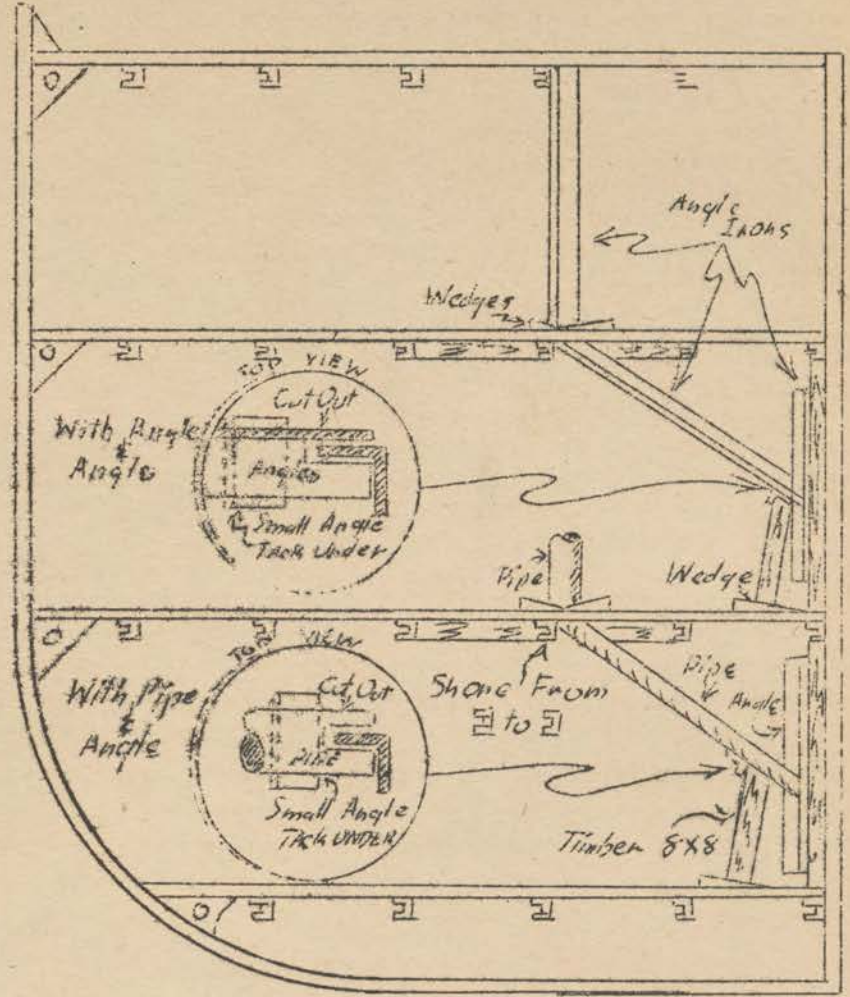 Angle
Irons
Wedges
TOP VIEW
Cut Out
With Angle
&
Angle
Angles
Small Angle
Tack Under
Pipe
Wedge
TOP VIEW
Cut Out
With Pipe
&
Angle
Pipe
Small Angle
TACK UNDER
Shore From
to
Pipe
Angle
Timber 8x8